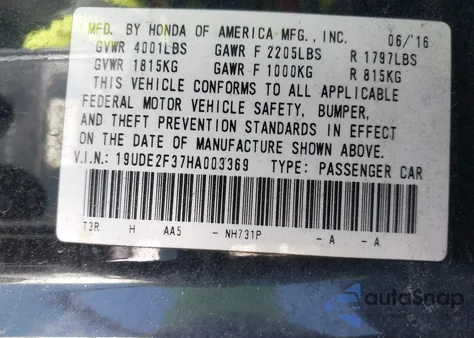 MFD. BY HONDA OF AMERICA MFG., INC. 06/'16
GVWR 4001LBS GAWR F 2205LBS R 1797LBS
GVWR 1815KG GAWR F 1000KG R 815KG
THIS VEHICLE CONFORMS TO ALL APPLICABLE
FEDERAL MOTOR VEHICLE SAFETY, BUMPER,
AND THEFT PREVENTION STANDARDS IN EFFECT
ON THE DATE OF MANUFACTURE SHOWN ABOVE.
V.I.N.: 19UDE2F37HA003369 TYPE: PASSENGER CAR
T3R H AA5 - NH731P - A - A
autoSnap